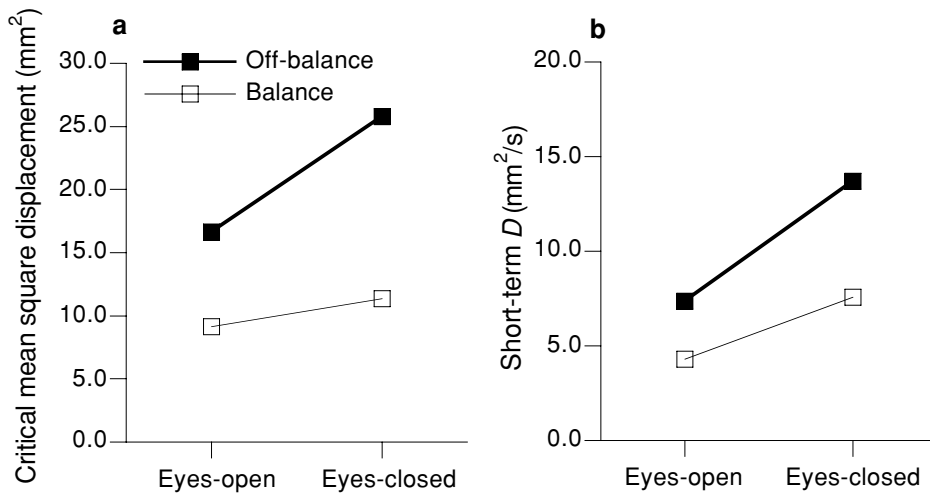 a
Critical mean square displacement (mm²)
30.0
25.0
20.0
15.0
10.0
5.0
0.0
Off-balance
Balance
Eyes-open
Eyes-closed
b
Short-term D (mm²/s)
20.0
15.0
10.0
5.0
0.0
Eyes-open
Eyes-closed